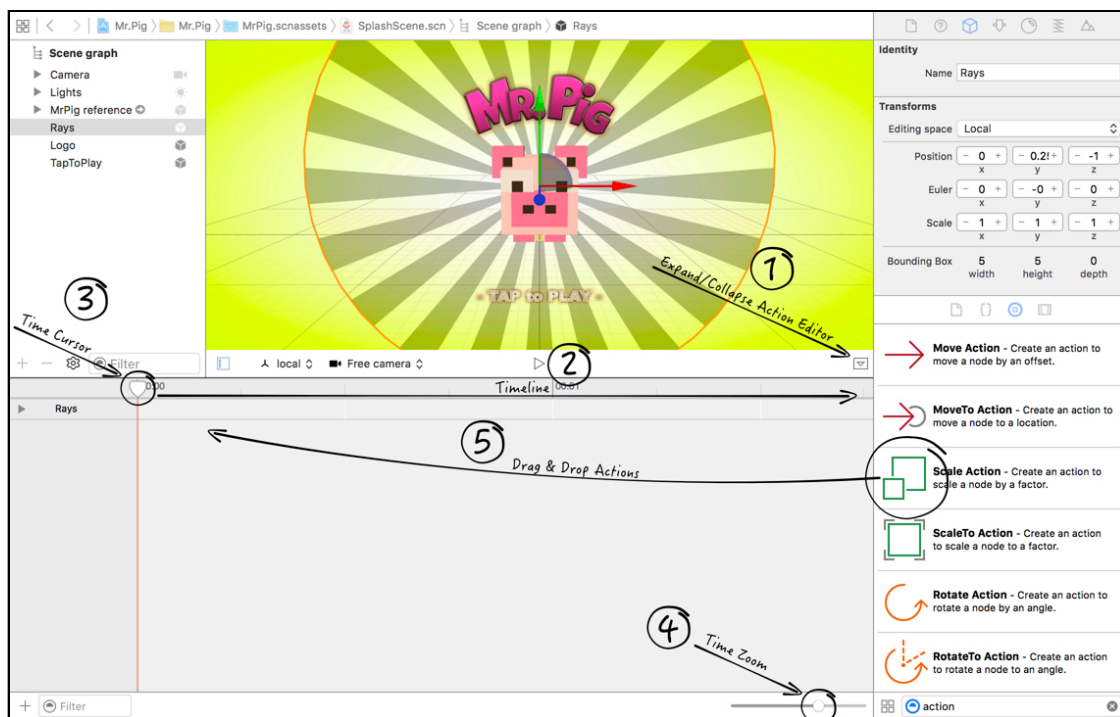 Mr.Pig
Mr.Pig
MrPig.scnassets
SplashScene.scn
Scene graph
Rays
Scene graph
Camera
Lights
MrPig reference
Rays
Logo
TapToPlay
Filter
MR.PIG
- TAP to PLAY -
1
Expand/Collapse Action Editor
3
Time Cursor
local
Free camera
2
0:00
Timeline
00:01
Rays
5
Drag & Drop Actions
4
Time Zoom
Filter
Identity
Name Rays
Transforms
Editing space Local
Position - 0 + - 0.2!+ - -1 +
x y z
Euler - 0 + - -0 + - 0 +
x y z
Scale - 1 + - 1 + - 1 +
x y z
Bounding Box 5 5 0
width height depth
Move Action - Create an action to
move a node by an offset.
MoveTo Action - Create an action to
move a node to a location.
Scale Action - Create an action to
scale a node by a factor.
ScaleTo Action - Create an action
to scale a node to a factor.
Rotate Action - Create an action to
rotate a node by an angle.
RotateTo Action - Create an action
to rotate a node to an angle.
action